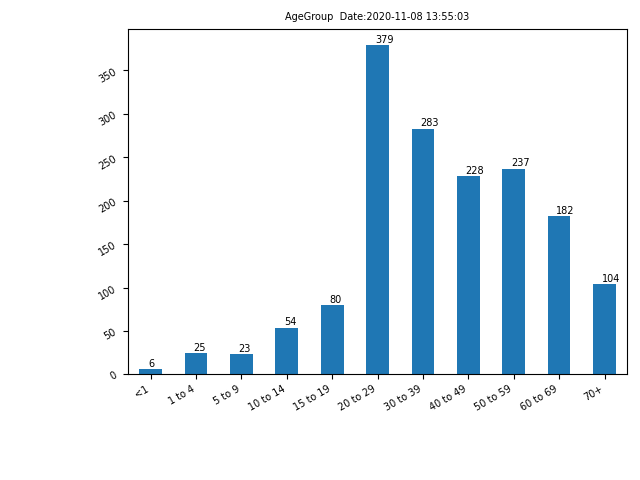 AgeGroup  Date:2020-11-08 13:55:03
379
350
300
283
250
237
228
200
182
150
104
100
80
54
50
25
23
6
0
<1
1 to 4
5 to 9
10 to 14
15 to 19
20 to 29
30 to 39
40 to 49
50 to 59
60 to 69
70+